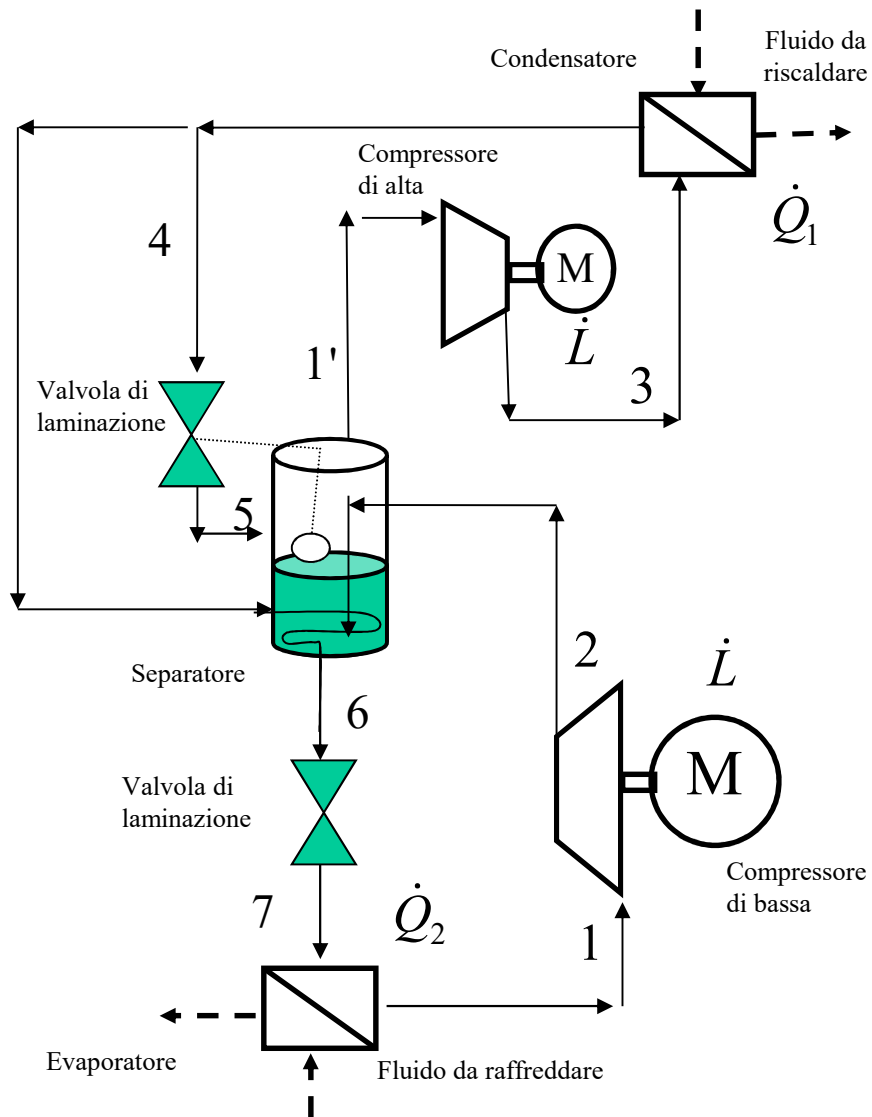 Condensatore
Fluido da
riscaldare
Compressore
di alta
Q̇₁
4
M
L̇
1'
3
Valvola di
laminazione
5
2
L̇
Separatore
6
M
Valvola di
laminazione
Compressore
di bassa
7
Q̇₂
1
Evaporatore
Fluido da raffreddare